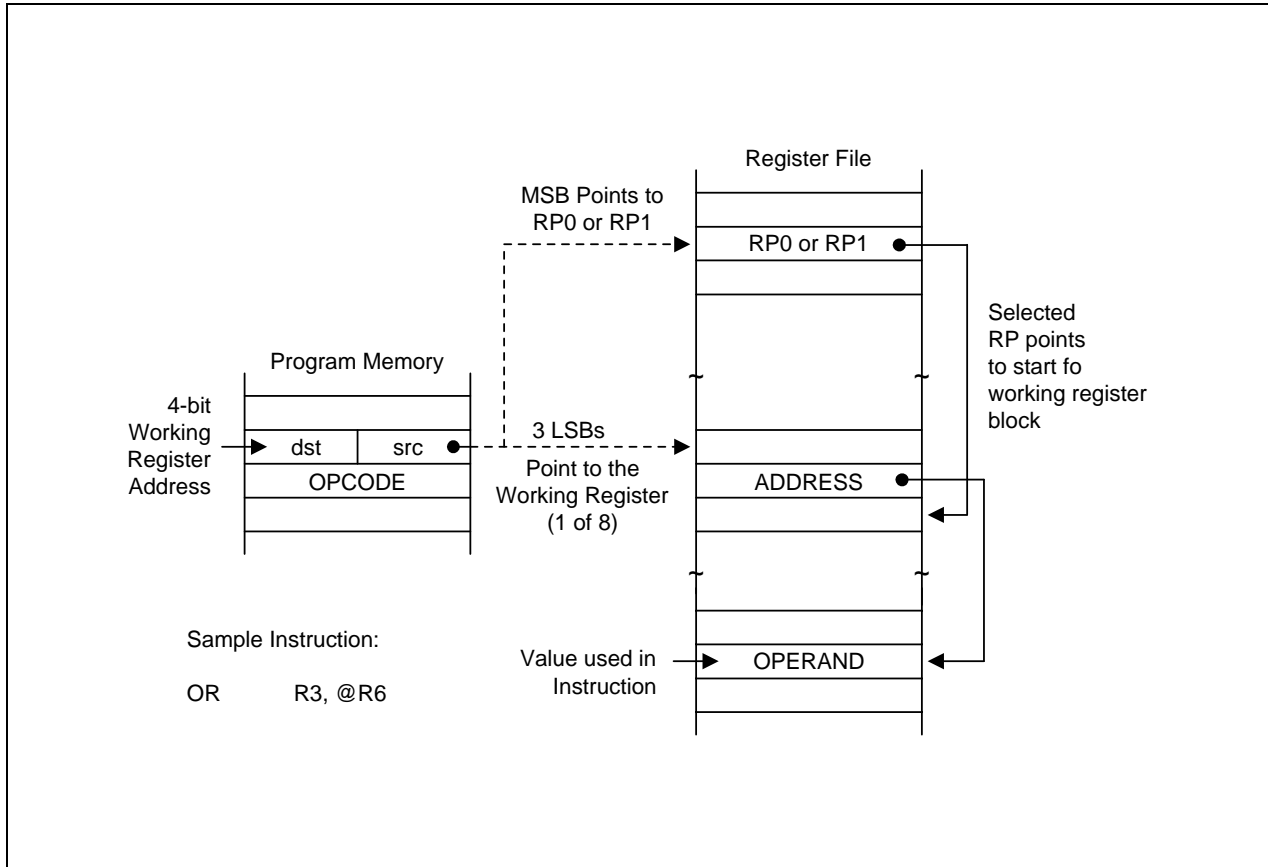 Register File
MSB Points to
RP0 or RP1
RP0 or RP1
Selected
RP points
to start fo
working register
block
Program Memory
4-bit
Working
Register
Address
dst
src
OPCODE
3 LSBs
Point to the
Working Register
(1 of 8)
ADDRESS
~ ~
~ ~
Sample Instruction:
OR R3, @R6
Value used in
Instruction
OPERAND